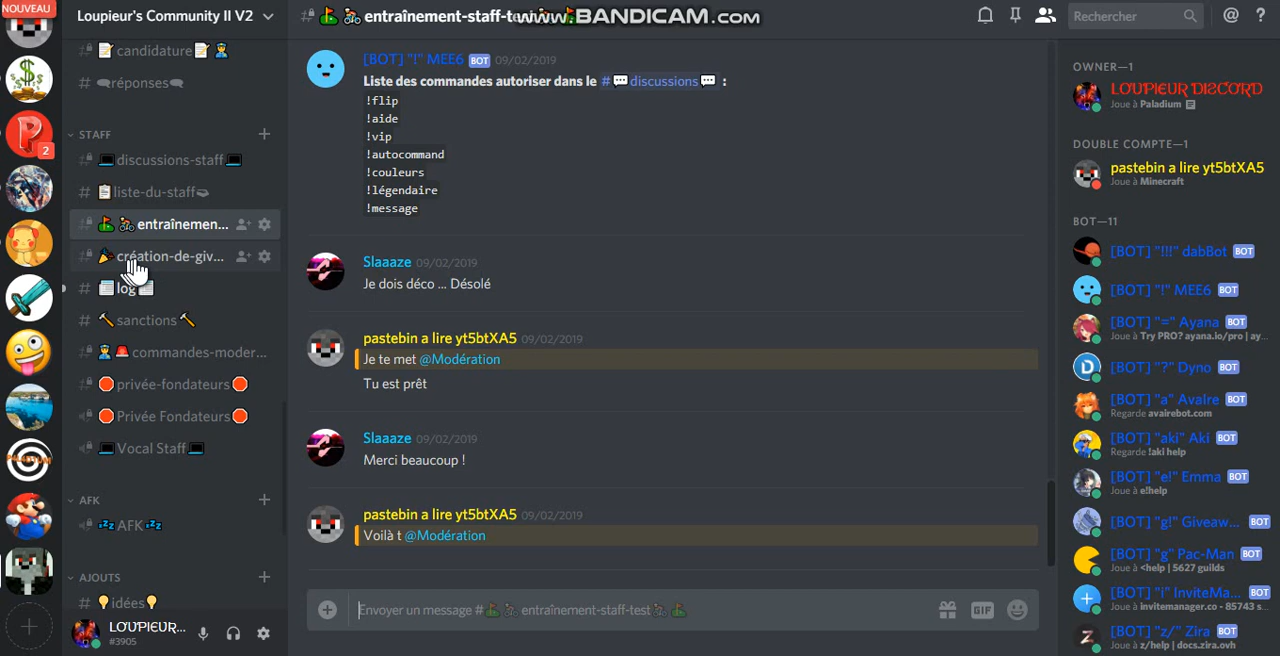 NOUVEAU
2
Loupieur's Community II V2
candidature
réponses
STAFF
discussions-staff
liste-du-staff
entraînemen...
création-de-giv...
log
sanctions
commandes-moder...
privée-fondateurs
Privée Fondateurs
Vocal Staff
AFK
AFK
AJOUTS
idées
LOUPIEUR...
#3905
entraînement-staff-te
www.BANDICAM.com
Rechercher
[BOT] "!" MEE6 BOT 09/02/2019
Liste des commandes autoriser dans le # discussions :
!flip
!aide
!vip
!autocommand
!couleurs
!légendaire
!message
Slaaaze 09/02/2019
Je dois déco ... Désolé
pastebin a lire yt5btXA5 09/02/2019
Je te met @Modération
Tu est prêt
Slaaaze 09/02/2019
Merci beaucoup !
pastebin a lire yt5btXA5 09/02/2019
Voilà t @Modération
Envoyer un message # entraînement-staff-test
GIF
OWNER—1
LOUPIEUR DISCORD
Joue à Paladium
DOUBLE COMPTE—1
pastebin a lire yt5btXA5
Joue à Minecraft
BOT—11
[BOT] "!!!" dabBot BOT
[BOT] "!" MEE6 BOT
[BOT] "=" Ayana BOT
Joue à Try PRO? ayana.io/pro | ay...
[BOT] "?" Dyno BOT
[BOT] "a" Avaire BOT
Regarde avairebot.com
[BOT] "aki" Aki BOT
Regarde !aki help
[BOT] "e!" Emma BOT
Joue à e!help
[BOT] "g!" Giveaw... BOT
[BOT] "g" Pac-Man BOT
Joue à <help | 5627 guilds
[BOT] "i" InviteMa... BOT
Joue à invitemanager.co - 85743 s...
[BOT] "z/" Zira BOT
Joue à z/help | docs.zira.ovh